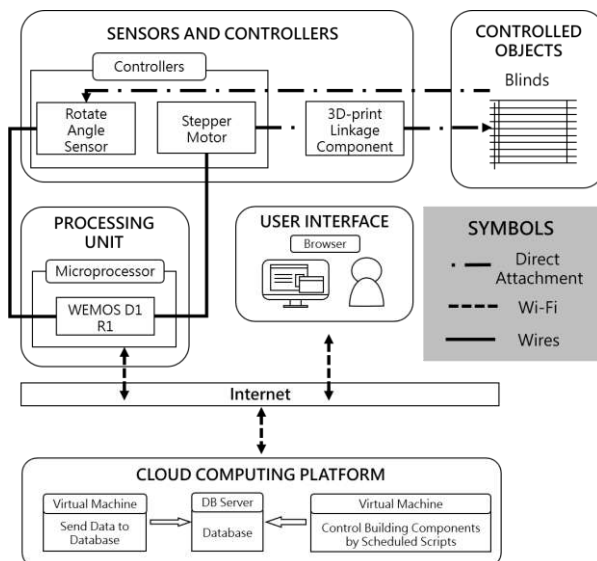 SENSORS AND CONTROLLERS
Controllers
Rotate
Angle
Sensor
Stepper
Motor
3D-print
Linkage
Component
CONTROLLED
OBJECTS
Blinds
PROCESSING
UNIT
Microprocessor
WEMOS D1
R1
USER INTERFACE
Browser
SYMBOLS
Direct
Attachment
Wi-Fi
Wires
Internet
CLOUD COMPUTING PLATFORM
Virtual Machine
Send Data to
Database
DB Server
Database
Virtual Machine
Control Building Components
by Scheduled Scripts